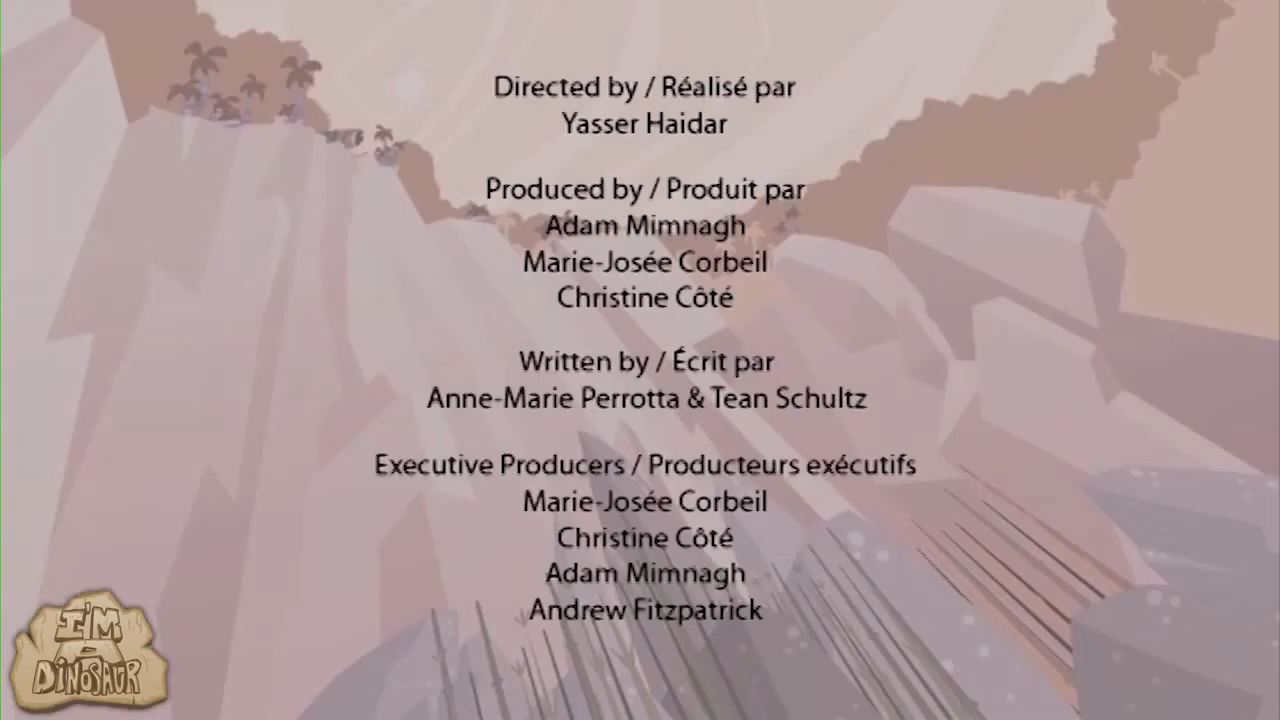 Directed by / Réalisé par
Yasser Haidar
Produced by / Produit par
Adam Mimnagh
Marie-Josée Corbeil
Christine Côté
Written by / Écrit par
Anne-Marie Perrotta & Tean Schultz
Executive Producers / Producteurs exécutifs
Marie-Josée Corbeil
Christine Côté
Adam Mimnagh
Andrew Fitzpatrick
I'M
A
DINOSAUR